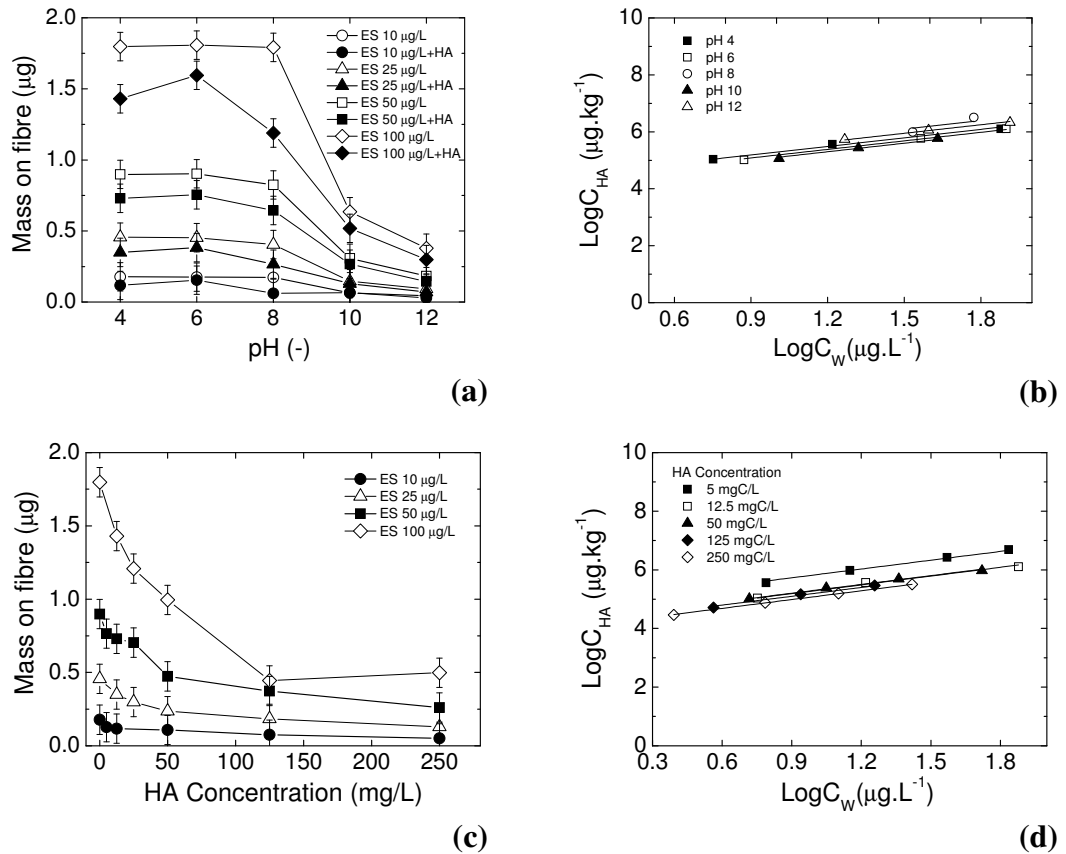 2.0
1.5
1.0
0.5
0.0
Mass on fibre (µg)
4 6 8 10 12
pH (-)
ES 10 µg/L
ES 10 µg/L+HA
ES 25 µg/L
ES 25 µg/L+HA
ES 50 µg/L
ES 50 µg/L+HA
ES 100 µg/L
ES 100 µg/L+HA
(a)
10
8
6
4
2
0
LogC_HA (µg.kg⁻¹)
0.6 0.9 1.2 1.5 1.8
LogC_W(µg.L⁻¹)
pH 4
pH 6
pH 8
pH 10
pH 12
(b)
2.0
1.5
1.0
0.5
0.0
Mass on fibre (µg)
0 50 100 150 200 250
HA Concentration (mg/L)
ES 10 µg/L
ES 25 µg/L
ES 50 µg/L
ES 100 µg/L
(c)
10
8
6
4
2
0
LogC_HA (µg.kg⁻¹)
0.3 0.6 0.9 1.2 1.5 1.8
LogC_W(µg.L⁻¹)
HA Concentration
5 mgC/L
12.5 mgC/L
50 mgC/L
125 mgC/L
250 mgC/L
(d)